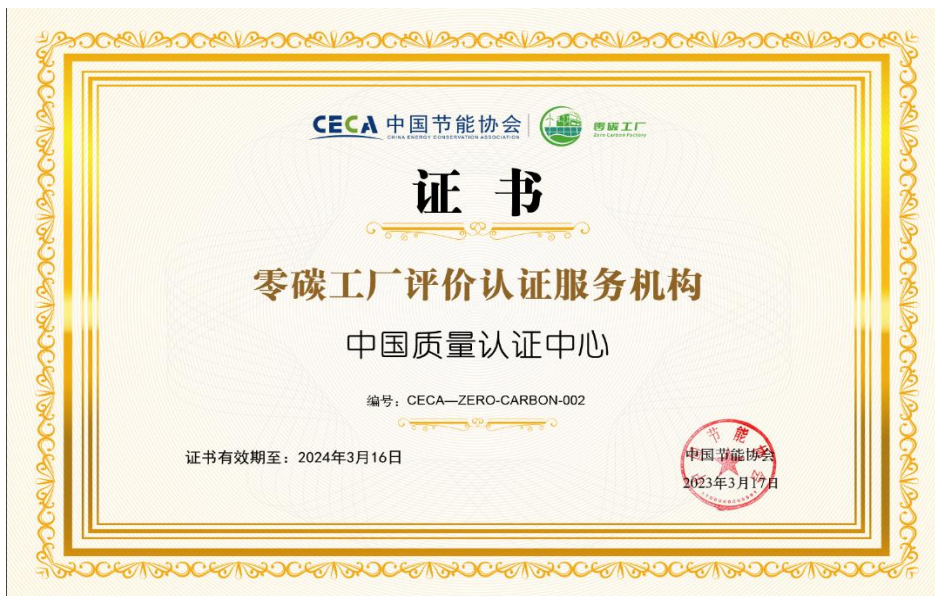 CECA 中国节能协会 零碳工厂
CHINA ENERGY CONSERVATION ASSOCIATION Zero Carbon Factory
证书
零碳工厂评价认证服务机构
中国质量认证中心
编号：CECA—ZERO-CARBON-002
证书有效期至：2024年3月16日
中国节能协会
2023年3月17日